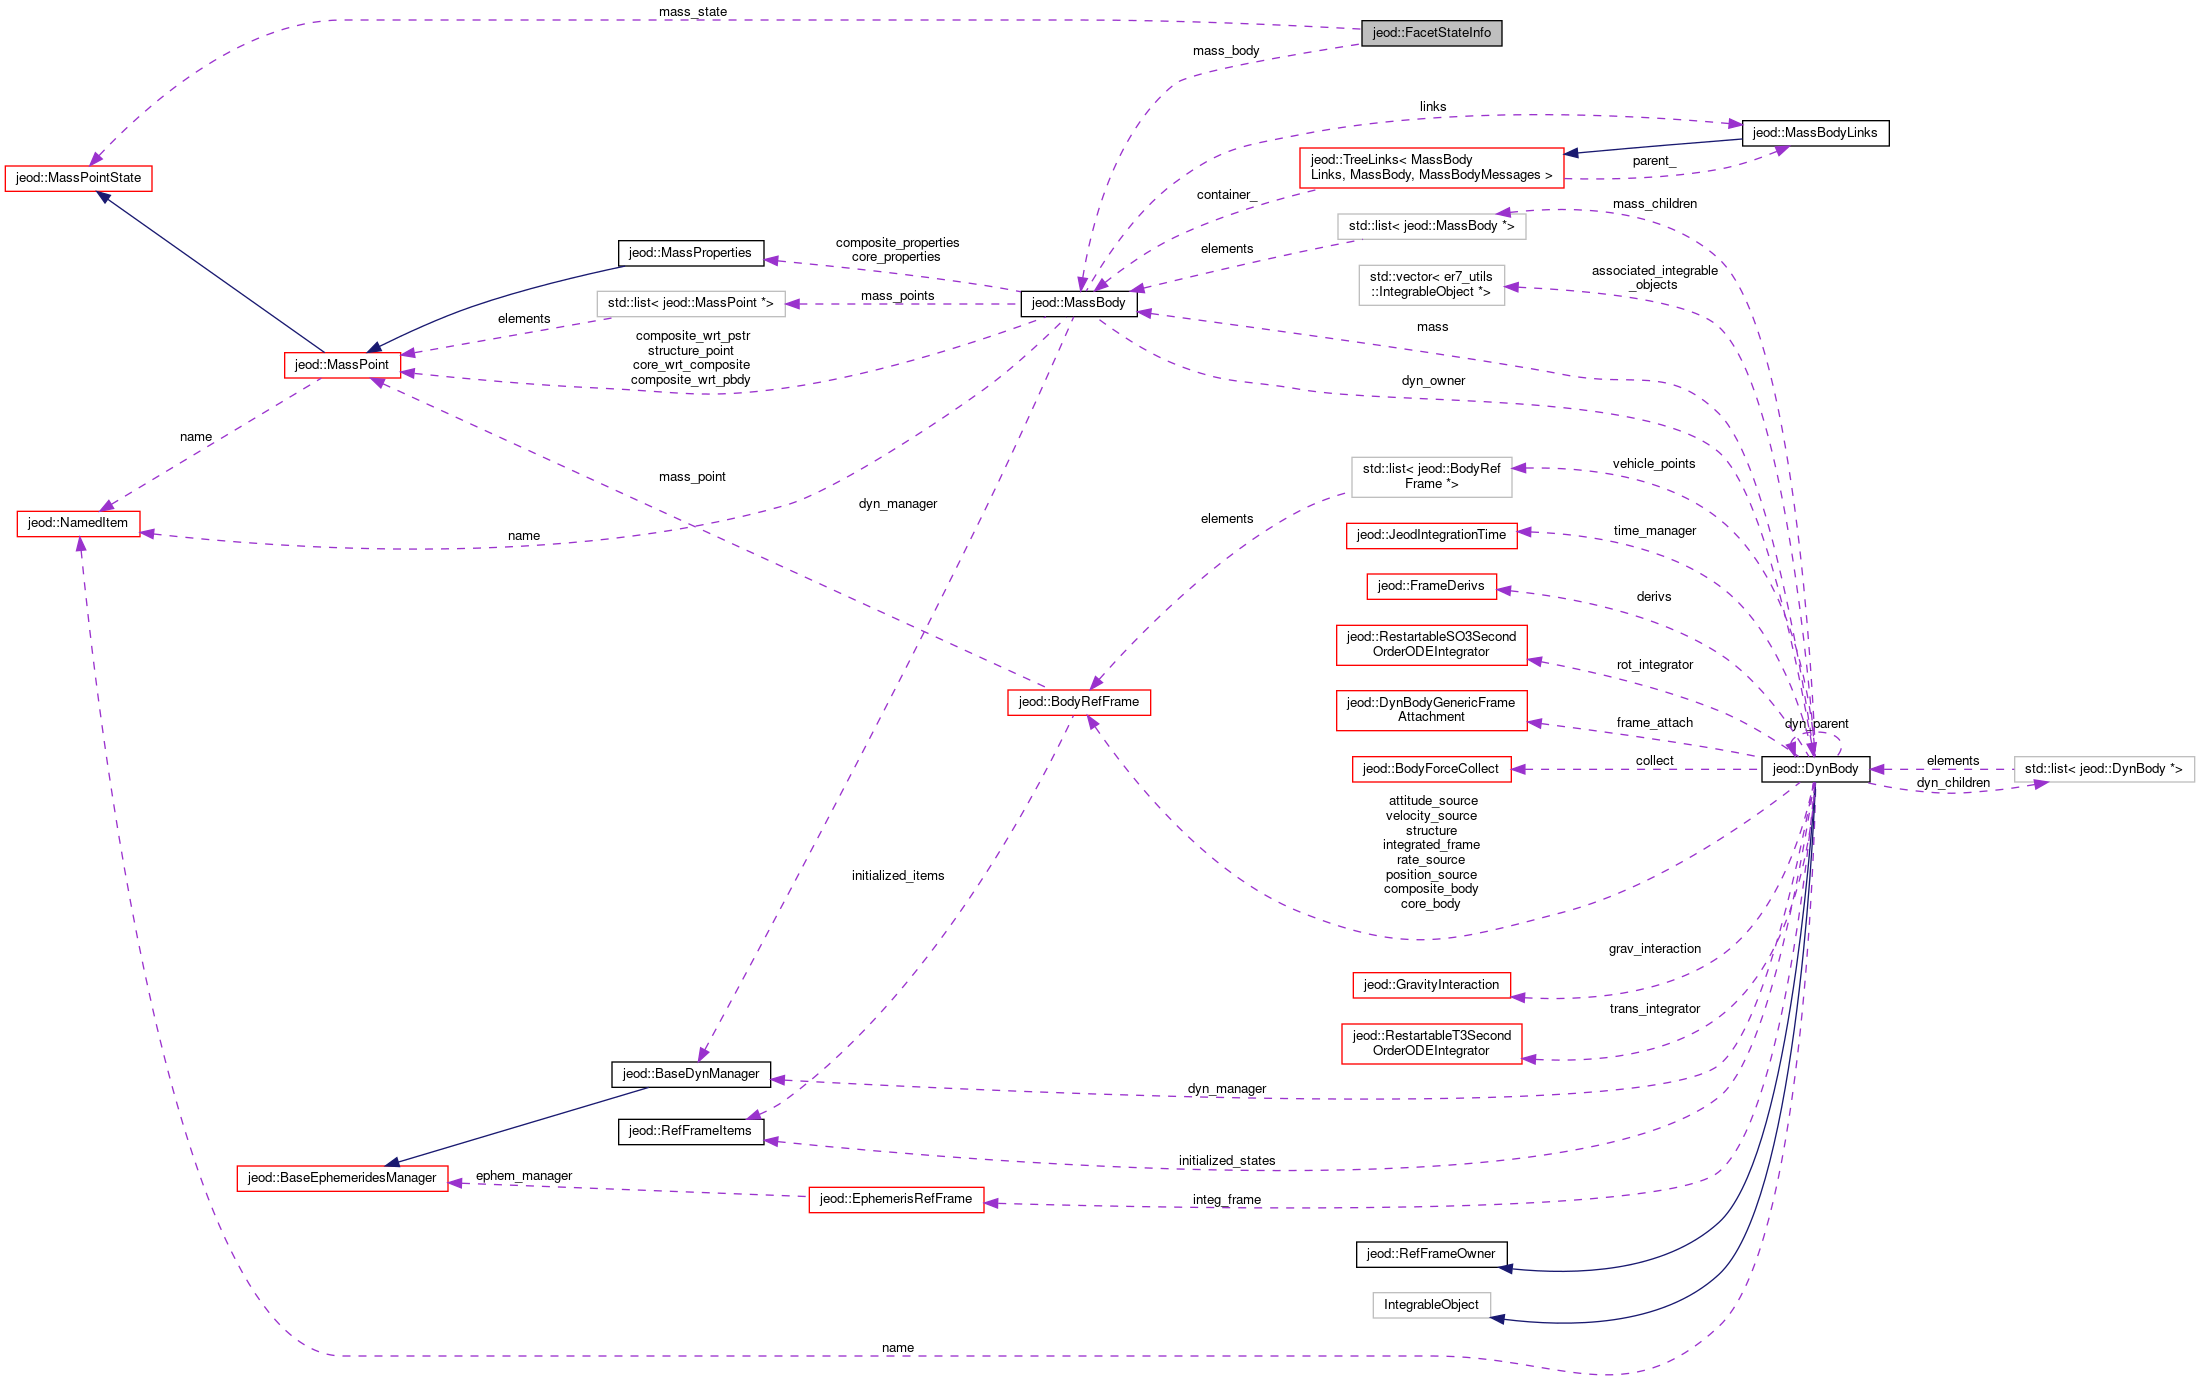 mass_state
jeod::FacetStateInfo
mass_body
links
jeod::MassBodyLinks
jeod::TreeLinks< MassBody
Links, MassBody, MassBodyMessages >
parent_
jeod::MassPointState
container_
mass_children
std::list< jeod::MassBody *>
jeod::MassProperties
composite_properties
core_properties
elements
std::vector< er7_utils
::IntegrableObject *>
associated_integrable
_objects
std::list< jeod::MassPoint *>
mass_points
jeod::MassBody
elements
mass
composite_wrt_pstr
structure_point
core_wrt_composite
composite_wrt_pbdy
jeod::MassPoint
dyn_owner
name
mass_point
dyn_manager
std::list< jeod::BodyRef
Frame *>
vehicle_points
jeod::NamedItem
name
elements
jeod::JeodIntegrationTime
time_manager
jeod::FrameDerivs
derivs
jeod::RestartableSO3Second
OrderODEIntegrator
rot_integrator
jeod::BodyRefFrame
jeod::DynBodyGenericFrame
Attachment
frame_attach
dyn_parent
jeod::BodyForceCollect
collect
jeod::DynBody
elements
std::list< jeod::DynBody *>
dyn_children
attitude_source
velocity_source
structure
integrated_frame
rate_source
position_source
composite_body
core_body
initialized_items
grav_interaction
jeod::GravityInteraction
trans_integrator
jeod::RestartableT3Second
OrderODEIntegrator
jeod::BaseDynManager
dyn_manager
jeod::RefFrameItems
initialized_states
jeod::BaseEphemeridesManager
ephem_manager
jeod::EphemerisRefFrame
integ_frame
jeod::RefFrameOwner
IntegrableObject
name